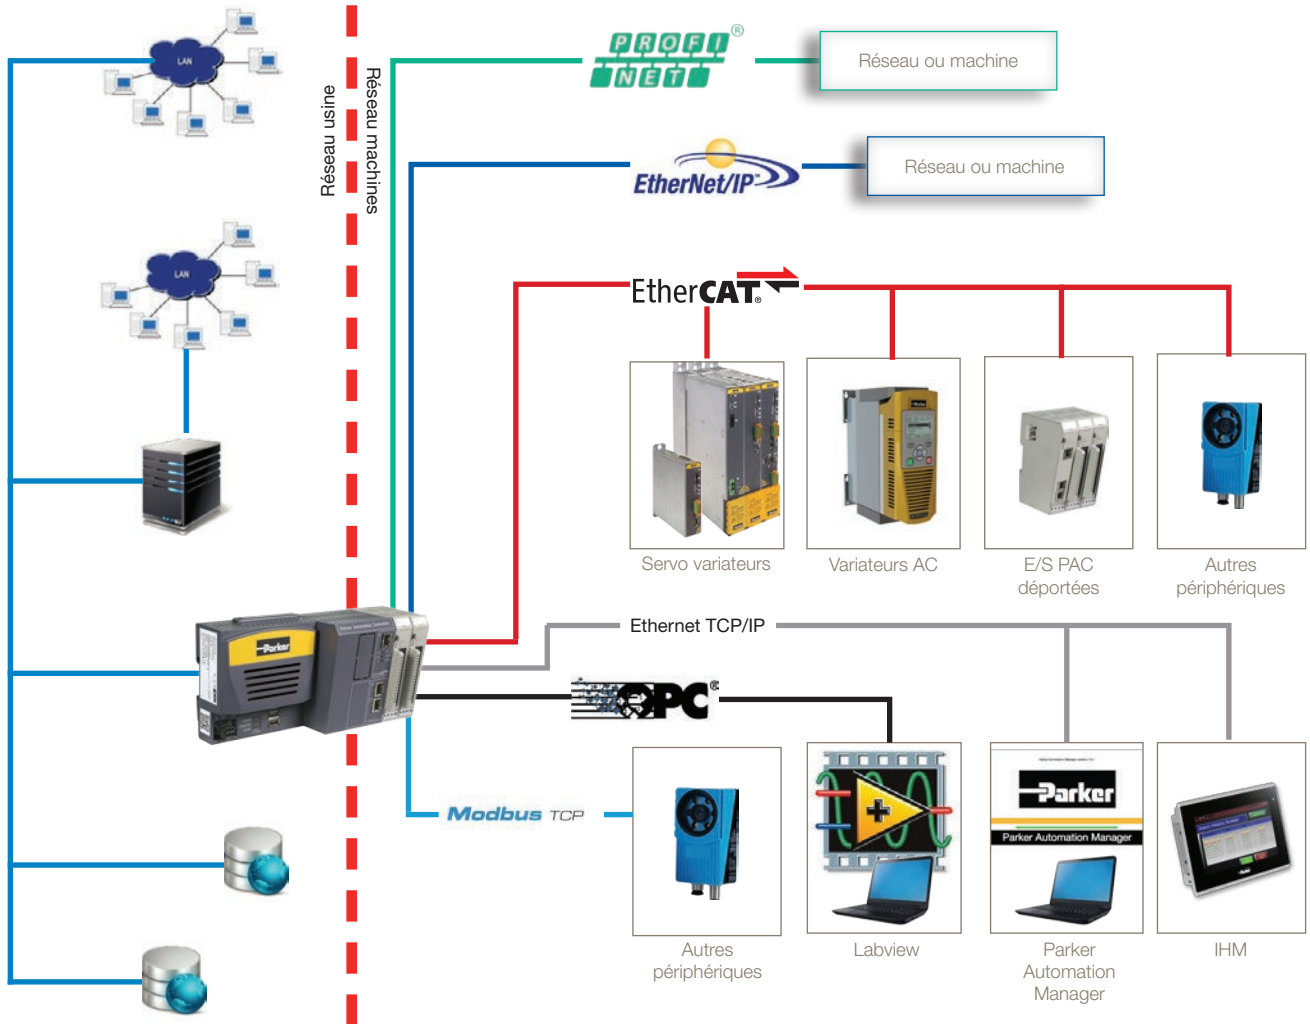 LAN
Réseau usine
Réseau machines
PROFI
NET®
Réseau ou machine
EtherNet/IP™
Réseau ou machine
LAN
EtherCAT®
Servo variateurs
Variateurs AC
E/S PAC
déportées
Autres
périphériques
Parker
Ethernet TCP/IP
OPC®
Modbus TCP
Parker
Parker Automation Manager
Autres
périphériques
Labview
Parker
Automation
Manager
IHM